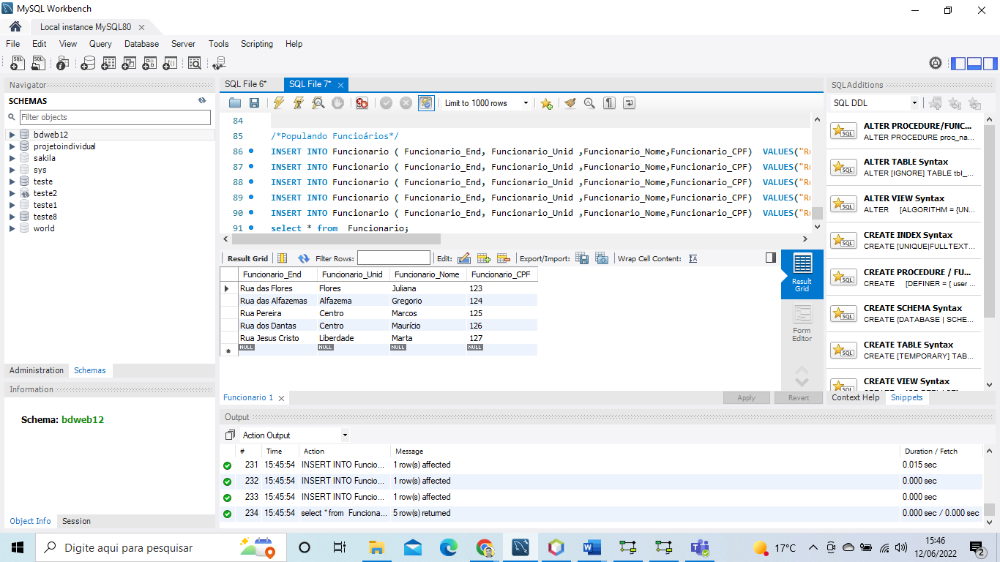 MySQL Workbench
Local instance MySQL80
File Edit View Query Database Server Tools Scripting Help
Navigator
SCHEMAS
Filter objects
bdweb12
projetoindividual
sakila
sys
teste
teste2
teste1
teste8
world
Administration Schemas
Information
Schema: bdweb12
Object Info Session
SQL File 6* SQL File 7*
Limit to 1000 rows
84
85 /*Populando Funcioários*/
86 INSERT INTO Funcionario ( Funcionario_End, Funcionario_Unid ,Funcionario_Nome,Funcionario_CPF) VALUES("Ru
87 INSERT INTO Funcionario ( Funcionario_End, Funcionario_Unid ,Funcionario_Nome,Funcionario_CPF) VALUES("Ru
88 INSERT INTO Funcionario ( Funcionario_End, Funcionario_Unid ,Funcionario_Nome,Funcionario_CPF) VALUES("Ru
89 INSERT INTO Funcionario ( Funcionario_End, Funcionario_Unid ,Funcionario_Nome,Funcionario_CPF) VALUES("Ru
90 INSERT INTO Funcionario ( Funcionario_End, Funcionario_Unid ,Funcionario_Nome,Funcionario_CPF) VALUES("Ru
91 select * from Funcionario;
Result Grid Filter Rows: Edit: Export/Import: Wrap Cell Content:
Funcionario_End Funcionario_Unid Funcionario_Nome Funcionario_CPF
Rua das Flores Flores Juliana 123
Rua das Alfazemas Alfazema Gregorio 124
Rua Pereira Centro Marcos 125
Rua dos Dantas Centro Maurício 126
Rua Jesus Cristo Liberdade Marta 127
NULL NULL NULL NULL
Result
Grid
Form
Editor
Funcionario 1
Apply Revert
Output
Action Output
# Time Action Message Duration / Fetch
231 15:45:54 INSERT INTO Funcio... 1 row(s) affected 0.015 sec
232 15:45:54 INSERT INTO Funcio... 1 row(s) affected 0.000 sec
233 15:45:54 INSERT INTO Funcio... 1 row(s) affected 0.000 sec
234 15:45:54 select * from Funciona... 5 row(s) returned 0.000 sec / 0.000 sec
SQLAdditions
SQL DDL
ALTER PROCEDURE/FUNC...
ALTER PROCEDURE proc_na...
ALTER TABLE Syntax
ALTER [IGNORE] TABLE tbl_...
ALTER VIEW Syntax
ALTER [ALGORITHM = {UN...
CREATE INDEX Syntax
CREATE [UNIQUE|FULLTEXT...
CREATE PROCEDURE / FU...
CREATE [DEFINER = { user ...
CREATE SCHEMA Syntax
CREATE {DATABASE | SCHE...
CREATE TABLE Syntax
CREATE [TEMPORARY] TAB...
CREATE VIEW Syntax
Context Help Snippets
Digite aqui para pesquisar
17°C
15:46
12/06/2022
2